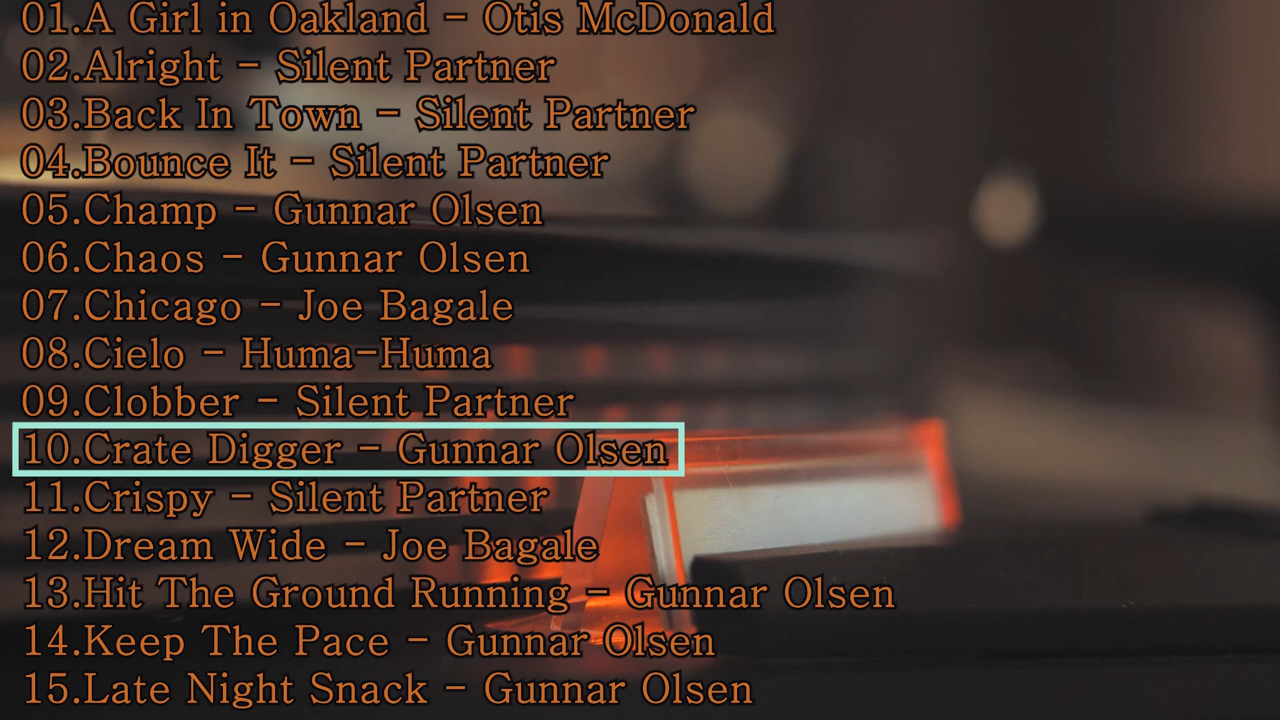 01.A Girl in Oakland - Otis McDonald
02.Alright - Silent Partner
03.Back In Town - Silent Partner
04.Bounce It - Silent Partner
05.Champ - Gunnar Olsen
06.Chaos - Gunnar Olsen
07.Chicago - Joe Bagale
08.Cielo - Huma-Huma
09.Clobber - Silent Partner
10.Crate Digger - Gunnar Olsen
11.Crispy - Silent Partner
12.Dream Wide - Joe Bagale
13.Hit The Ground Running - Gunnar Olsen
14.Keep The Pace - Gunnar Olsen
15.Late Night Snack - Gunnar Olsen